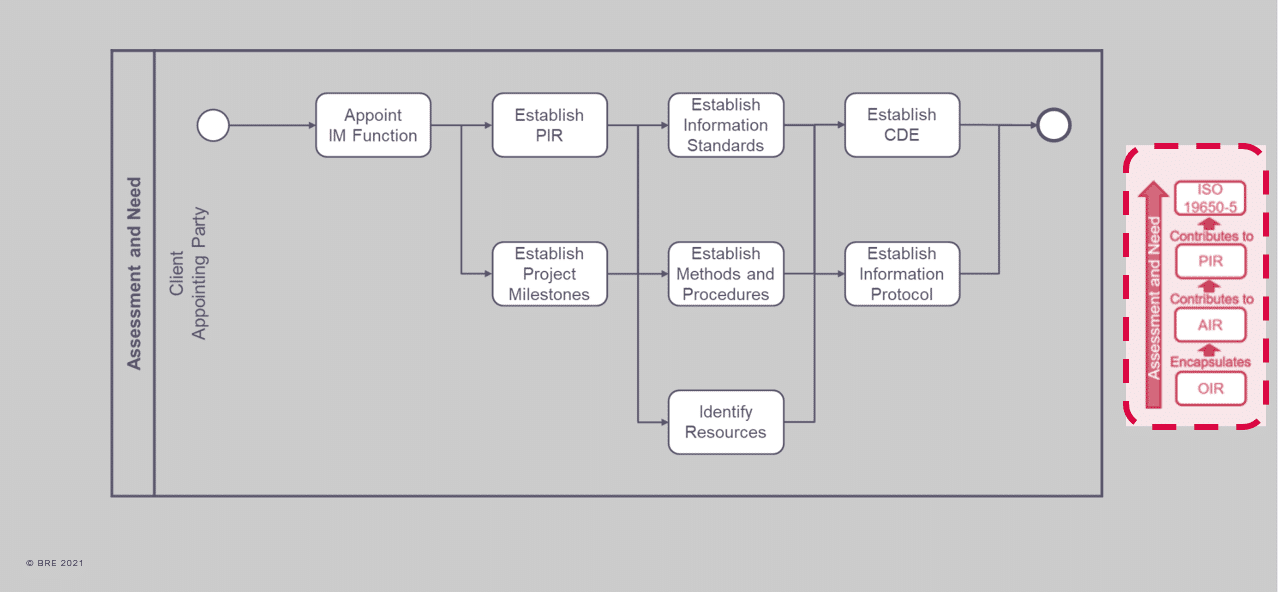 Assessment and Need
Client
Appointing Party
Appoint
IM Function
Establish
PIR
Establish
Information
Standards
Establish
CDE
Establish
Project
Milestones
Establish
Methods and
Procedures
Establish
Information
Protocol
Identify
Resources
Assessment and Need
ISO
19650-5
Contributes to
PIR
Contributes to
AIR
Encapsulates
OIR
© BRE 2021